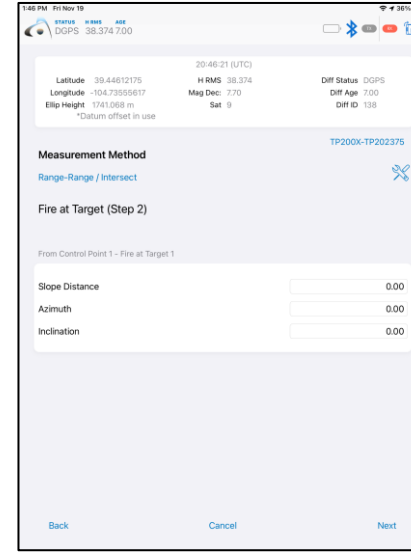 1:46 PM Fri Nov 19 36%
STATUS H RMS AGE
DGPS 38.374 7.00
20:46:21 (UTC)
Latitude 39.44612175 H RMS 38.374 Diff Status DGPS
Longitude -104.73555617 Mag Dec: 7.70 Diff Age 7.00
Ellip Height 1741.068 m Sat 9 Diff ID 138
*Datum offset in use
TP200X-TP202375
Measurement Method
Range-Range / Intersect
Fire at Target (Step 2)
From Control Point 1 - Fire at Target 1
Slope Distance 0.00
Azimuth 0.00
Inclination 0.00
Back Cancel Next